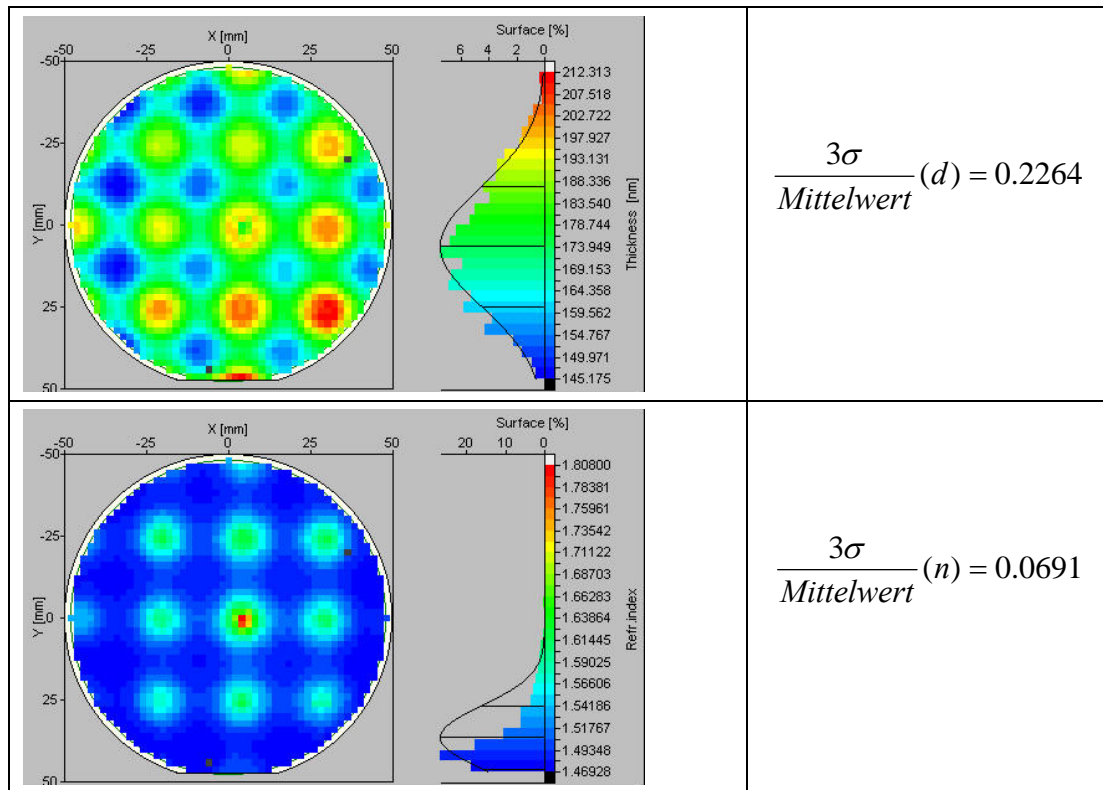 X [mm]
-50 -25 0 25 50
-50
-25
0
25
50
Y [mm]
Surface [%]
6 4 2 0
212.313
207.518
202.722
197.927
193.131
188.336
183.540
178.744
173.949
169.153
164.358
159.562
154.767
149.971
145.175
Thickness [nm]
3σ
Mittelwert (d) = 0.2264
X [mm]
-50 -25 0 25 50
-50
-25
0
25
50
Y [mm]
Surface [%]
20 10 0
1.80800
1.78381
1.75961
1.73542
1.71122
1.68703
1.66283
1.63864
1.61445
1.59025
1.56606
1.54186
1.51767
1.49348
1.46928
Refr.index
3σ
Mittelwert (n) = 0.0691